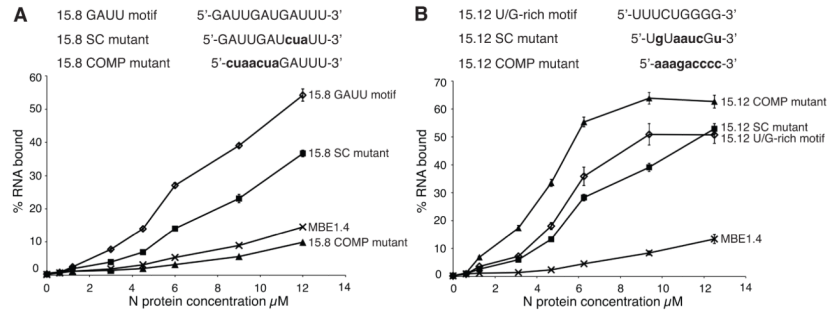 A
15.8 GAUU motif 5'-GAUUGAUGAUUU-3'
15.8 SC mutant 5'-GAUUGAUcuaUU-3'
15.8 COMP mutant 5'-cuaacuaGAUUU-3'
60
50
40
30
20
10
0
% RNA bound
15.8 GAUU motif
15.8 SC mutant
MBE1.4
15.8 COMP mutant
0 2 4 6 8 10 12 14
N protein concentration µM
B
15.12 U/G-rich motif 5'-UUUCUGGGG-3'
15.12 SC mutant 5'-UgUaaucGu-3'
15.12 COMP mutant 5'-aaagacccc-3'
70
60
50
40
30
20
10
0
% RNA bound
15.12 COMP mutant
15.12 SC mutant
15.12 U/G-rich motif
MBE1.4
0 2 4 6 8 10 12 14
N protein concentration µM